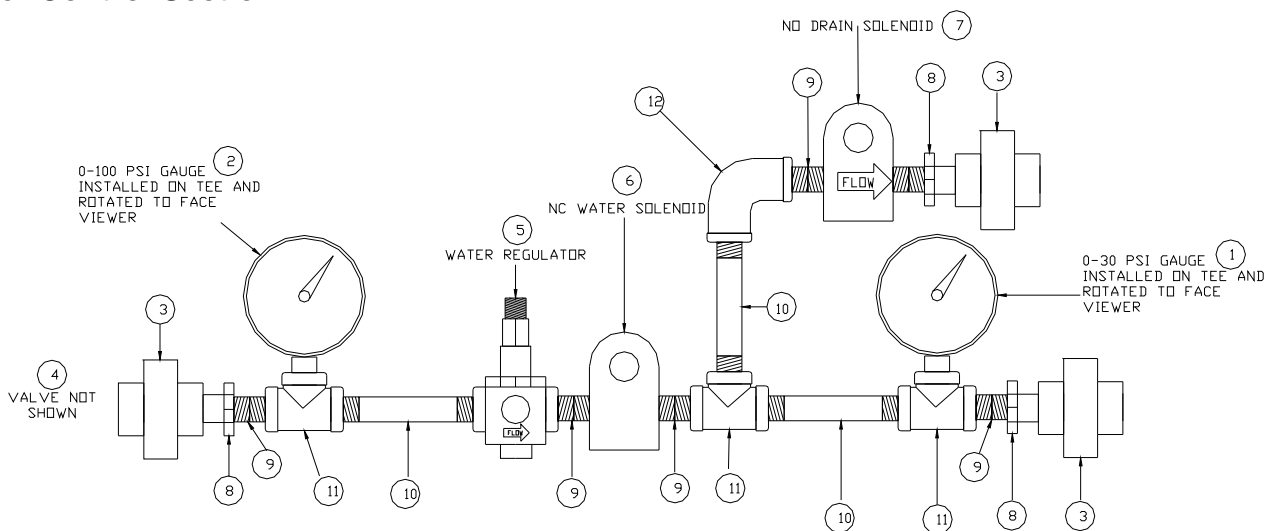 NO DRAIN SOLENOID 7
9
8
3
12
0-100 PSI GAUGE 2
INSTALLED ON TEE AND
ROTATED TO FACE
VIEWER
6
NC WATER SOLENOID
FLOW
5
WATER REGULATOR
0-30 PSI GAUGE 1
INSTALLED ON TEE AND
ROTATED TO FACE
VIEWER
3
10
4
VALVE NOT
SHOWN
FLOW
8
9
11
10
9
9
11
10
11
9
8
3